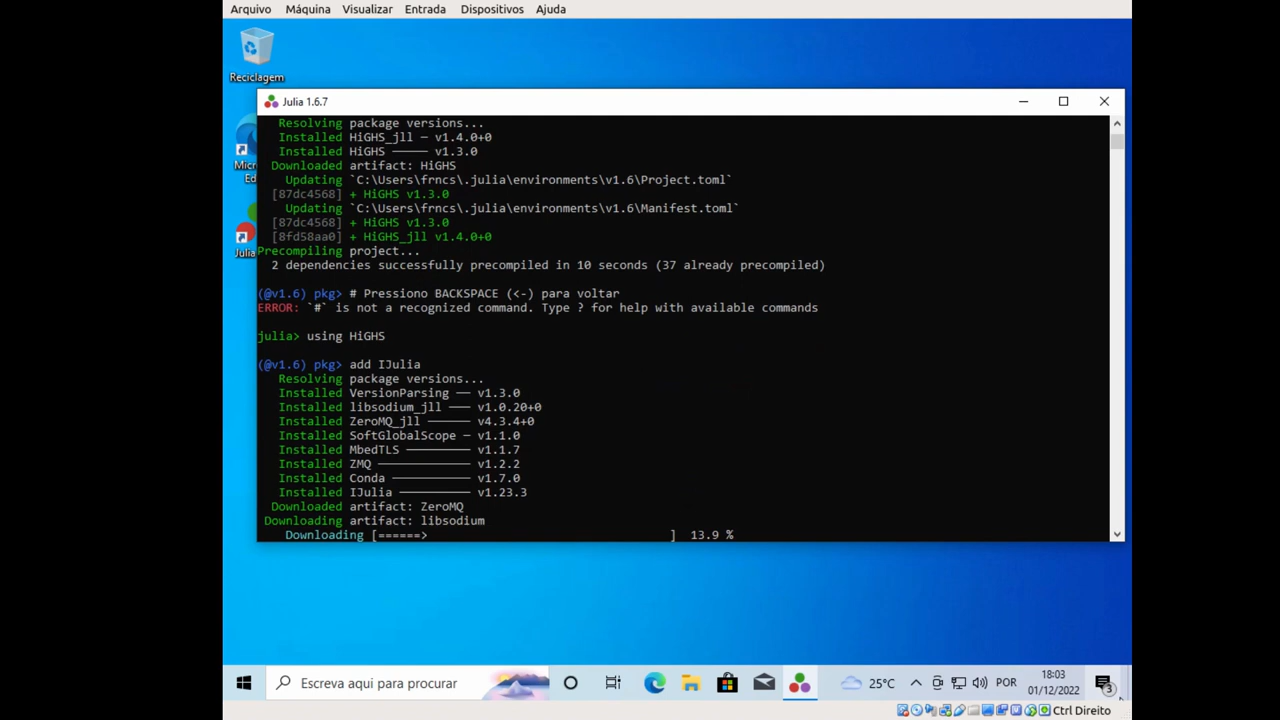 Arquivo Máquina Visualizar Entrada Dispositivos Ajuda
Reciclagem
Julia 1.6.7
Resolving package versions...
Installed HiGHS_jll ─ v1.4.0+0
Installed HiGHS ───── v1.3.0
Downloaded artifact: HiGHS
Updating `C:\Users\frncs\.julia\environments\v1.6\Project.toml`
[87dc4568] + HiGHS v1.3.0
Updating `C:\Users\frncs\.julia\environments\v1.6\Manifest.toml`
[87dc4568] + HiGHS v1.3.0
[8fd58aa0] + HiGHS_jll v1.4.0+0
Precompiling project...
2 dependencies successfully precompiled in 10 seconds (37 already precompiled)
(@v1.6) pkg> # Pressiono BACKSPACE (<-) para voltar
ERROR: `#` is not a recognized command. Type ? for help with available commands
julia> using HiGHS
(@v1.6) pkg> add IJulia
Resolving package versions...
Installed VersionParsing ── v1.3.0
Installed libsodium_jll ─── v1.0.20+0
Installed ZeroMQ_jll ────── v4.3.4+0
Installed SoftGlobalScope ─ v1.1.0
Installed MbedTLS ───────── v1.1.7
Installed ZMQ ───────────── v1.2.2
Installed Conda ─────────── v1.7.0
Installed IJulia ────────── v1.23.3
Downloaded artifact: ZeroMQ
Downloading artifact: libsodium
Downloading [======> ] 13.9 %
Micr
Ed
Julia
Escreva aqui para procurar
25°C
POR
18:03
01/12/2022
3
Ctrl Direito